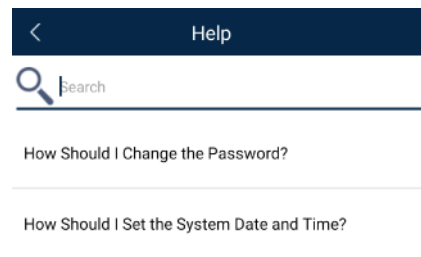 Help
Search
How Should I Change the Password?
How Should I Set the System Date and Time?